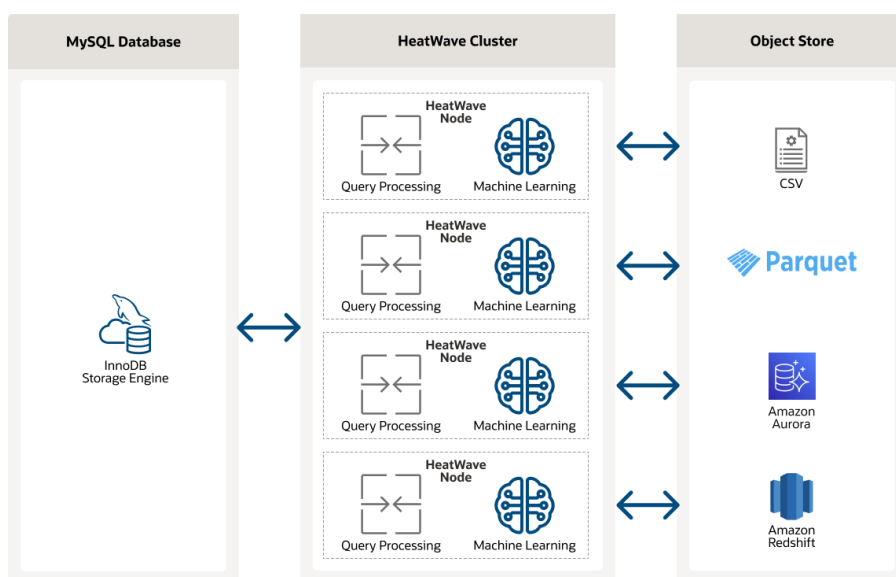 MySQL Database
HeatWave Cluster
Object Store
InnoDB
Storage Engine
HeatWave
Node
Query Processing
Machine Learning
HeatWave
Node
Query Processing
Machine Learning
HeatWave
Node
Query Processing
Machine Learning
HeatWave
Node
Query Processing
Machine Learning
CSV
Parquet
Amazon
Aurora
Amazon
Redshift